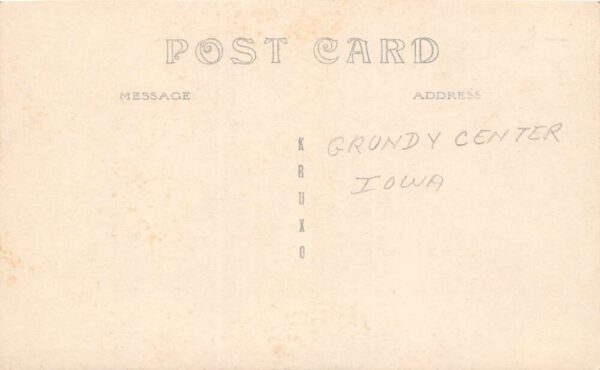 POST CARD
MESSAGE
ADDRESS
KRUXO
GRUNDY CENTER
IOWA